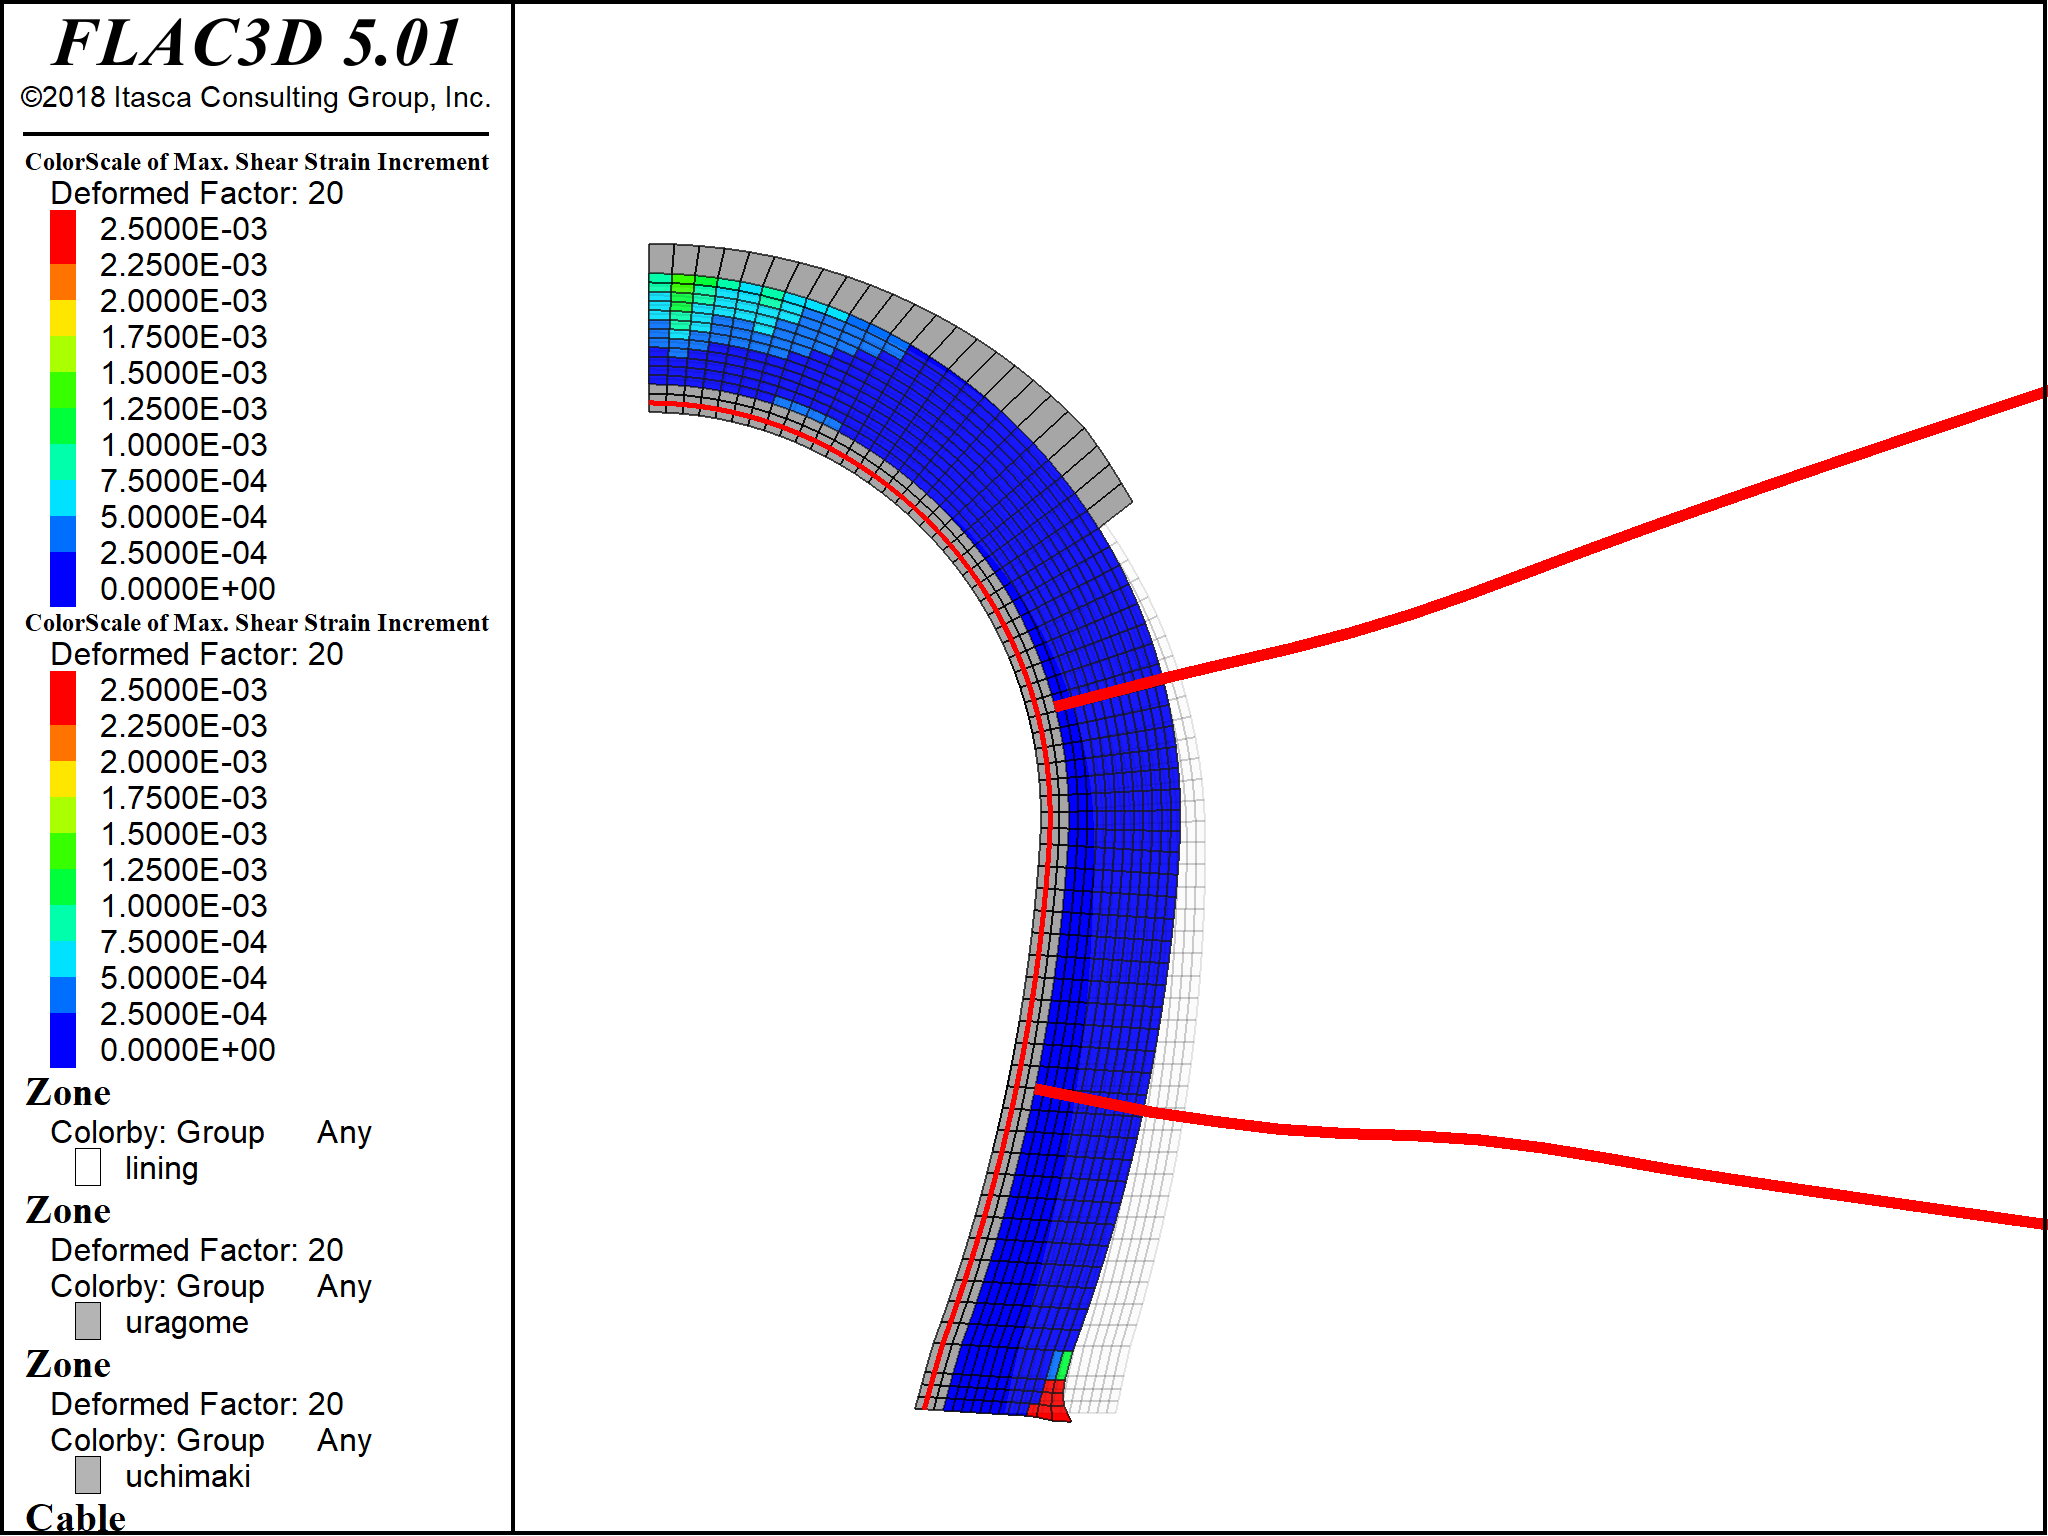 FLAC3D 5.01
©2018 Itasca Consulting Group, Inc.
ColorScale of Max. Shear Strain Increment
Deformed Factor: 20
2.5000E-03
2.2500E-03
2.0000E-03
1.7500E-03
1.5000E-03
1.2500E-03
1.0000E-03
7.5000E-04
5.0000E-04
2.5000E-04
0.0000E+00
ColorScale of Max. Shear Strain Increment
Deformed Factor: 20
2.5000E-03
2.2500E-03
2.0000E-03
1.7500E-03
1.5000E-03
1.2500E-03
1.0000E-03
7.5000E-04
5.0000E-04
2.5000E-04
0.0000E+00
Zone
Colorby: Group Any
lining
Zone
Deformed Factor: 20
Colorby: Group Any
uragome
Zone
Deformed Factor: 20
Colorby: Group Any
uchimaki
Cable